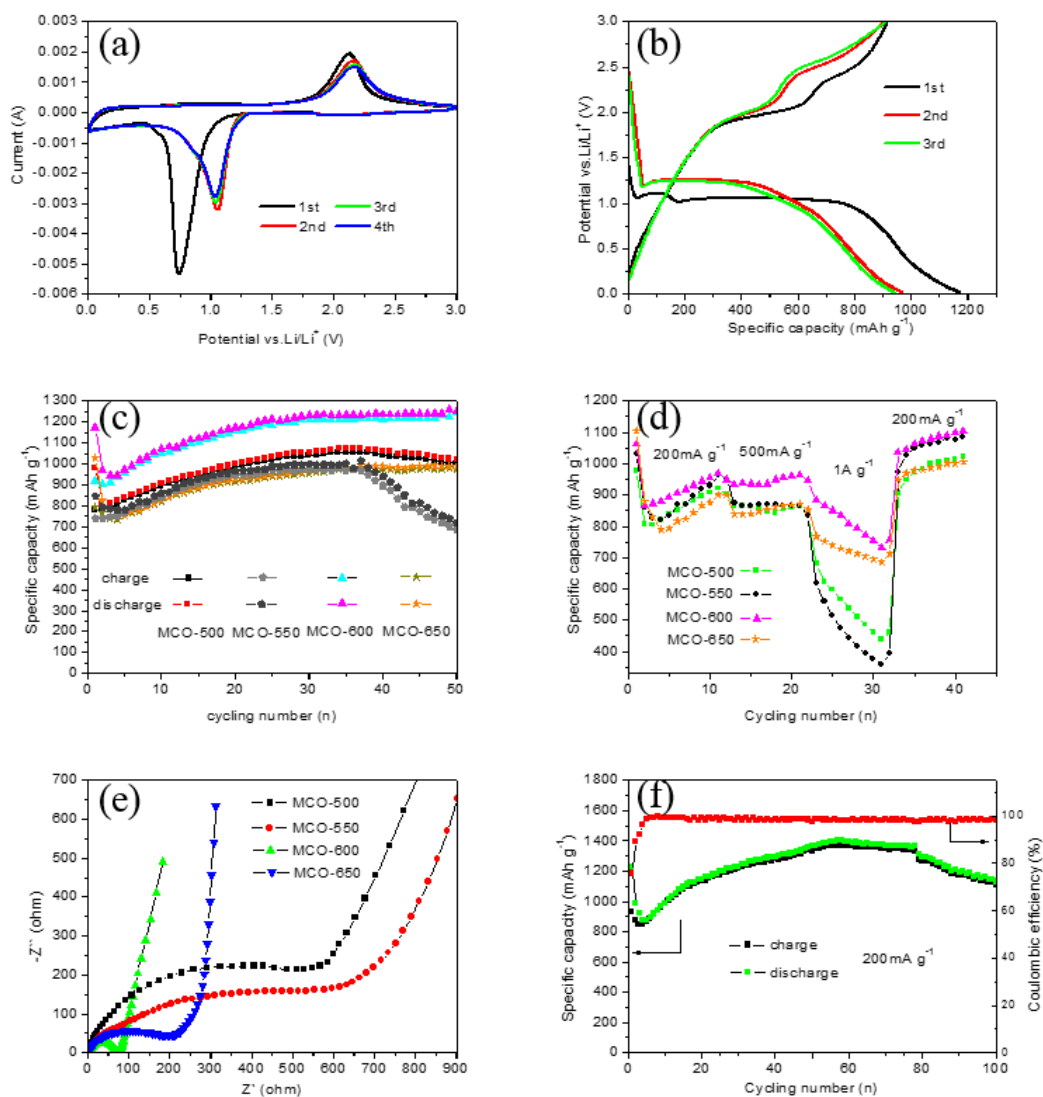 (a)
0.003
0.002
0.001
0.000
-0.001
-0.002
-0.003
-0.004
-0.005
-0.006
Current (A)
1st
3rd
2nd
4th
0.0
0.5
1.0
1.5
2.0
2.5
3.0
Potential vs.Li/Li⁺ (V)
(b)
3.0
2.5
2.0
1.5
1.0
0.5
0.0
Potential vs.Li/Li⁺ (V)
1st
2nd
3rd
0
200
400
600
800
1000
1200
Specific capacity (mAh g⁻¹)
(c)
1300
1200
1100
1000
900
800
700
600
500
400
300
200
100
0
Specific capacity (mAh g⁻¹)
charge
discharge
MCO-500
MCO-550
MCO-600
MCO-650
0
10
20
30
40
50
cycling number (n)
(d)
1200
1100
1000
900
800
700
600
500
400
Specific capacity (mAh g⁻¹)
200mA g⁻¹
500mA g⁻¹
1A g⁻¹
200mA g⁻¹
MCO-500
MCO-550
MCO-600
MCO-650
0
10
20
30
40
Cycling number (n)
(e)
700
600
500
400
300
200
100
0
-Z`` (ohm)
MCO-500
MCO-550
MCO-600
MCO-650
0
100
200
300
400
500
600
700
800
900
Z` (ohm)
(f)
1800
1600
1400
1200
1000
800
600
400
200
0
Specific capacity (mAh g⁻¹)
charge
discharge
200mA g⁻¹
100
80
60
40
20
0
Coulombic efficiency (%)
0
20
40
60
80
100
Cycling number (n)